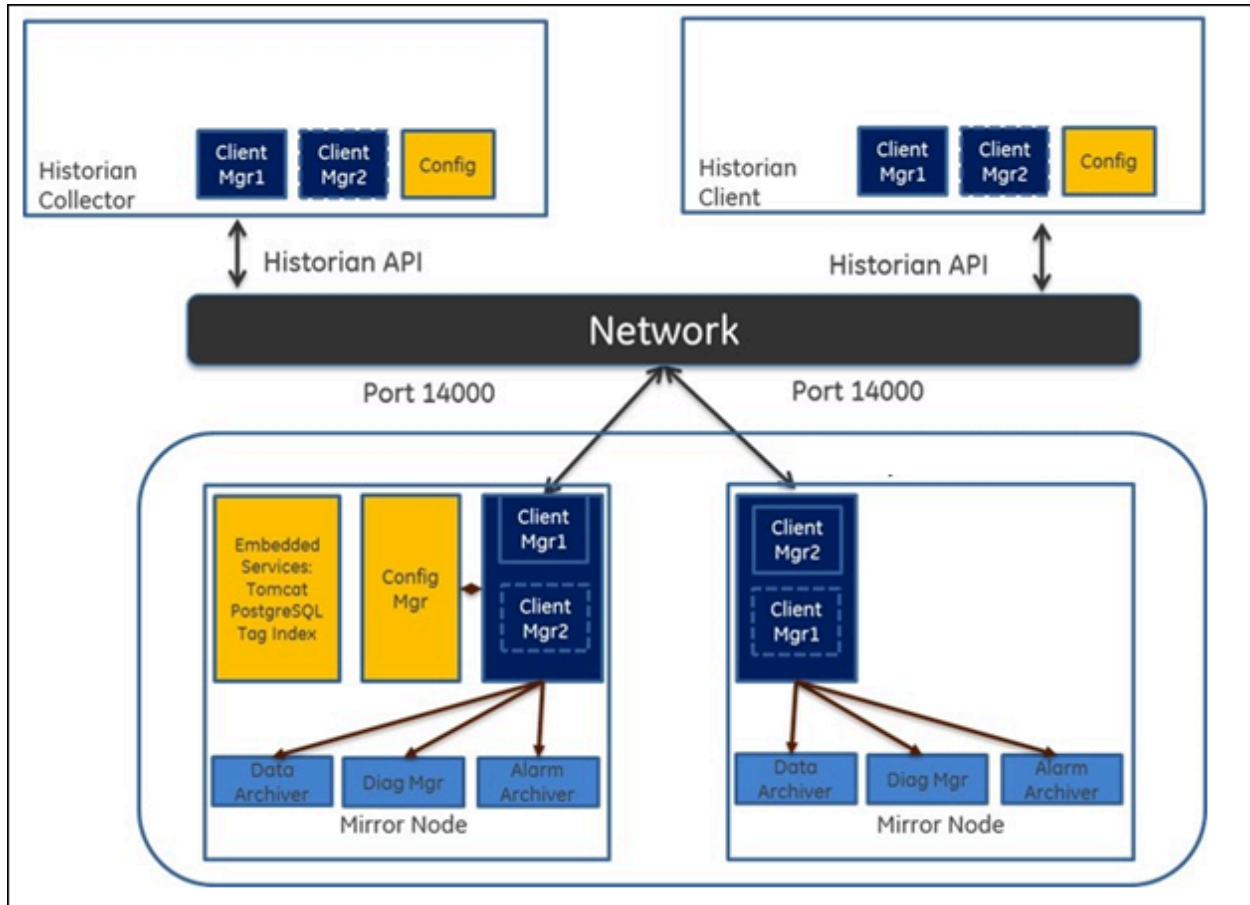 Historian
Collector
Client
Mgr1
Client
Mgr2
Config
Historian
Client
Client
Mgr1
Client
Mgr2
Config
Historian API
Historian API
Network
Port 14000
Port 14000
Embedded
Services:
Tomcat
PostgreSQL
Tag Index
Config
Mgr
Client
Mgr1
Client
Mgr2
Client
Mgr2
Client
Mgr1
Data
Archiver
Diag Mgr
Alarm
Archiver
Mirror Node
Data
Archiver
Diag Mgr
Alarm
Archiver
Mirror Node